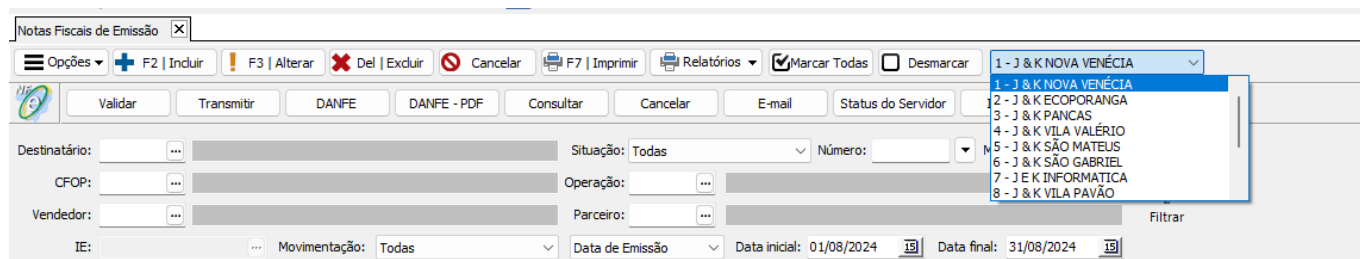 Notas Fiscais de Emissão
Opções F2 | Incluir F3 | Alterar Del | Excluir Cancelar F7 | Imprimir Relatórios Marcar Todas Desmarcar 1 - J & K NOVA VENÉCIA
1 - J & K NOVA VENÉCIA
2 - J & K ECOPORANGA
3 - J & K PANCAS
4 - J & K VILA VALÉRIO
5 - J & K SÃO MATEUS
6 - J & K SÃO GABRIEL
7 - J E K INFORMATICA
8 - J & K VILA PAVÃO
NF e Validar Transmitir DANFE DANFE - PDF Consultar Cancelar E-mail Status do Servidor
Destinatário: ... Situação: Todas Número:
CFOP: ... Operação: ...
Vendedor: ... Parceiro: ... Filtrar
IE: ... Movimentação: Todas Data de Emissão Data inicial: 01/08/2024 15 Data final: 31/08/2024 15